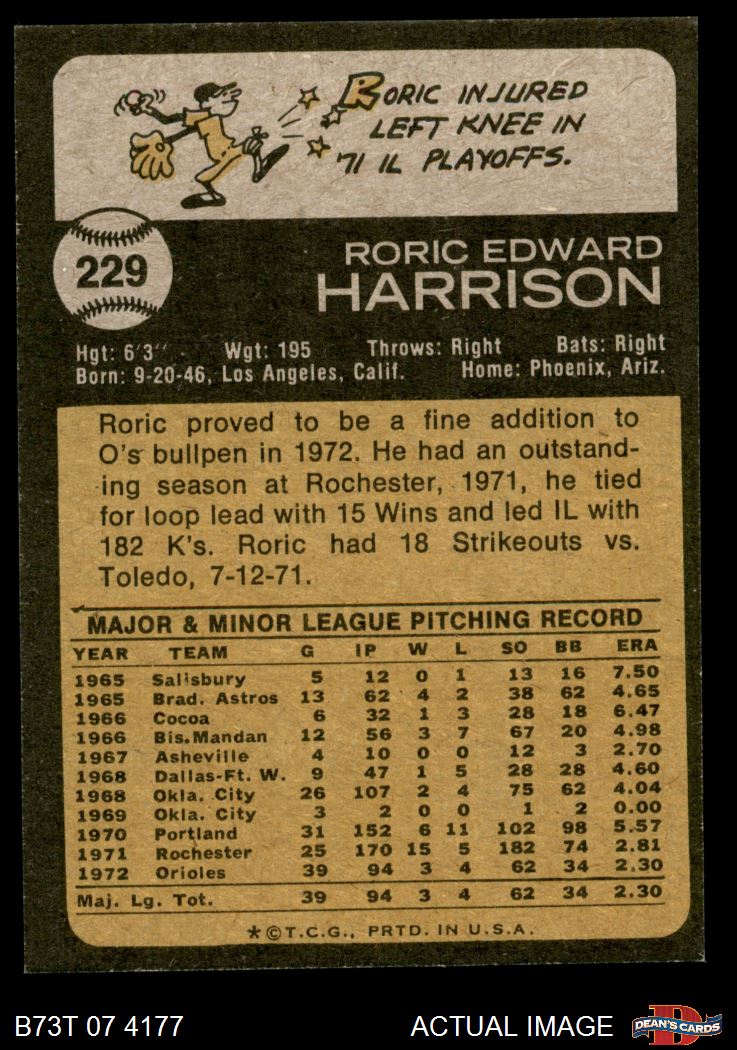 RORIC INJURED
LEFT KNEE IN
'71 IL PLAYOFFS.
229
RORIC EDWARD
HARRISON
Hgt: 6'3" Wgt: 195 Throws: Right Bats: Right
Born: 9-20-46, Los Angeles, Calif. Home: Phoenix, Ariz.
Roric proved to be a fine addition to
O's bullpen in 1972. He had an outstand-
ing season at Rochester, 1971, he tied
for loop lead with 15 Wins and led IL with
182 K's. Roric had 18 Strikeouts vs.
Toledo, 7-12-71.
MAJOR & MINOR LEAGUE PITCHING RECORD
YEAR TEAM G IP W L SO BB ERA
1965 Salisbury 5 12 0 1 13 16 7.50
1965 Brad. Astros 13 62 4 2 38 62 4.65
1966 Cocoa 6 32 1 3 28 18 6.47
1966 Bis.Mandan 12 56 3 7 67 20 4.98
1967 Asheville 4 10 0 0 12 3 2.70
1968 Dallas-Ft. W. 9 47 1 5 28 28 4.60
1968 Okla. City 26 107 2 4 75 62 4.04
1969 Okla. City 3 2 0 0 1 2 0.00
1970 Portland 31 152 6 11 102 98 5.57
1971 Rochester 25 170 15 5 182 74 2.81
1972 Orioles 39 94 3 4 62 34 2.30
Maj. Lg. Tot. 39 94 3 4 62 34 2.30
*©T.C.G., PRTD. IN U.S.A.
B73T 07 4177 ACTUAL IMAGE DEAN'S CARDS